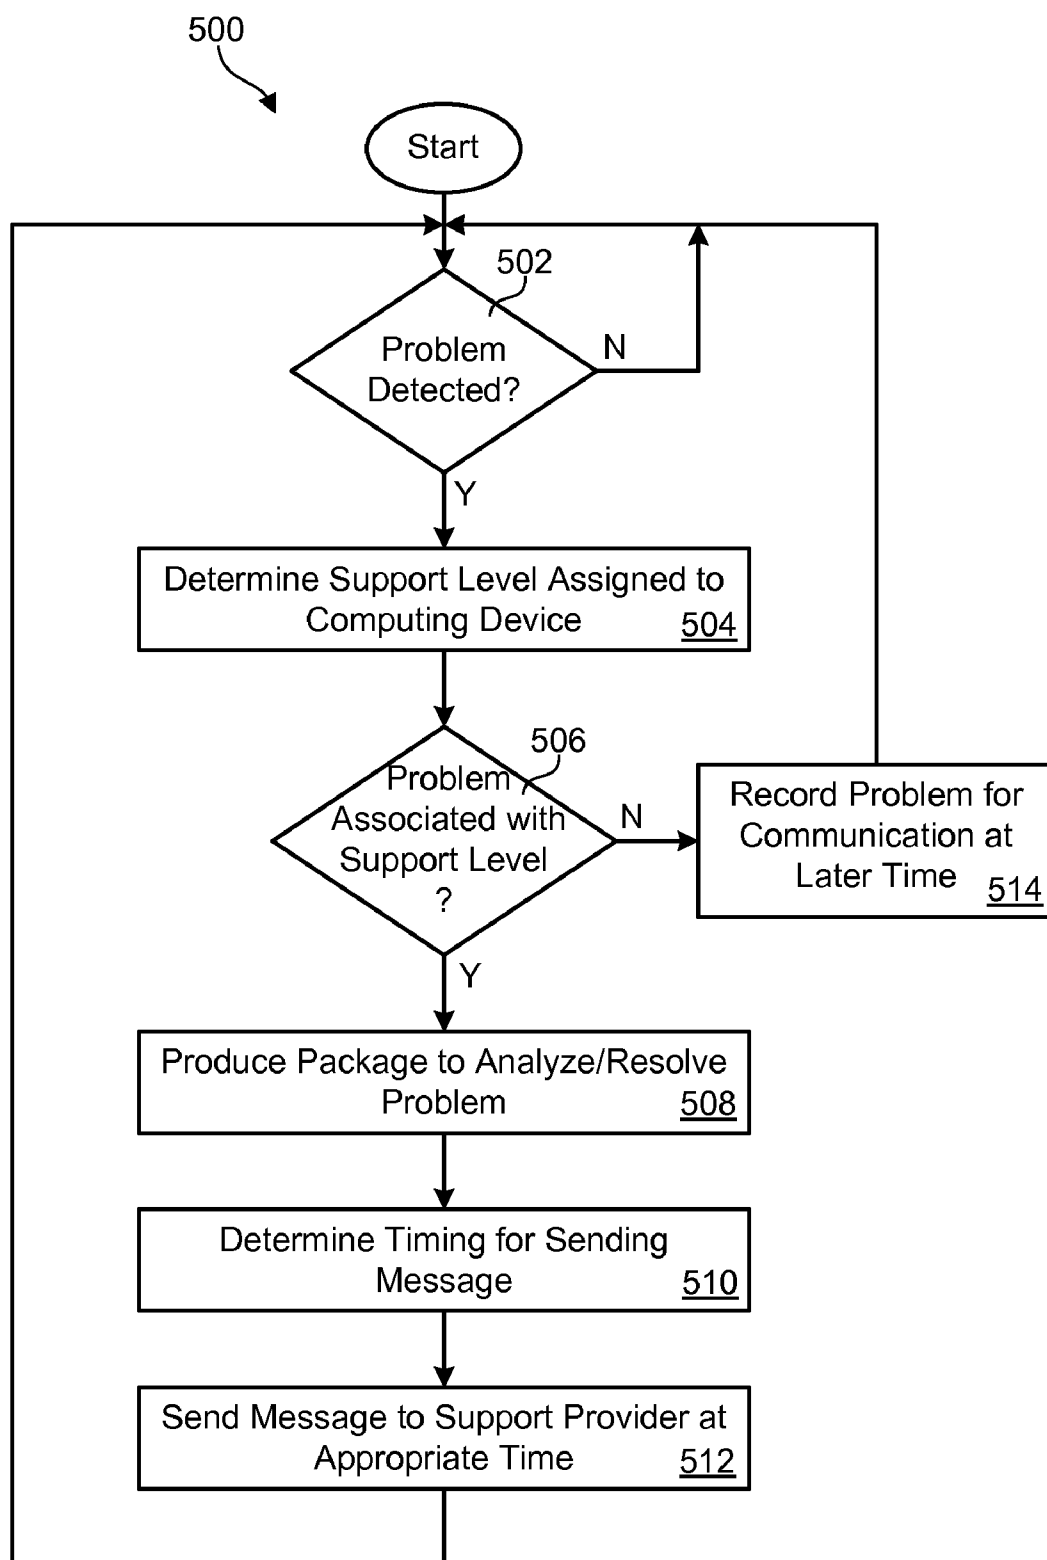 500
Start
502
Problem
Detected?
N
Y
Determine Support Level Assigned to
Computing Device
504
506
Problem
Associated with
Support Level
?
N
Record Problem for
Communication at
Later Time
514
Y
Produce Package to Analyze/Resolve
Problem
508
Determine Timing for Sending
Message
510
Send Message to Support Provider at
Appropriate Time
512